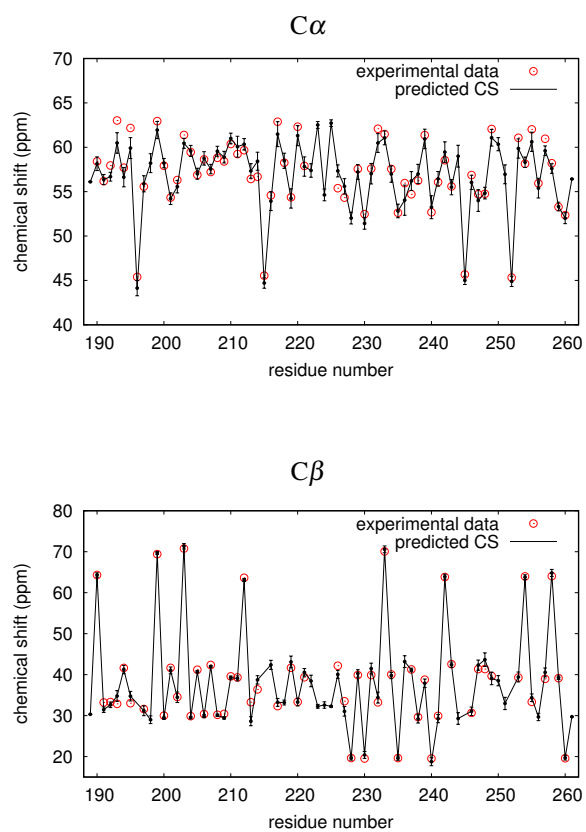 Cα
70
65
60
55
50
45
40
experimental data
predicted CS
chemical shift (ppm)
190 200 210 220 230 240 250 260
residue number
Cβ
80
70
60
50
40
30
20
experimental data
predicted CS
chemical shift (ppm)
190 200 210 220 230 240 250 260
residue number